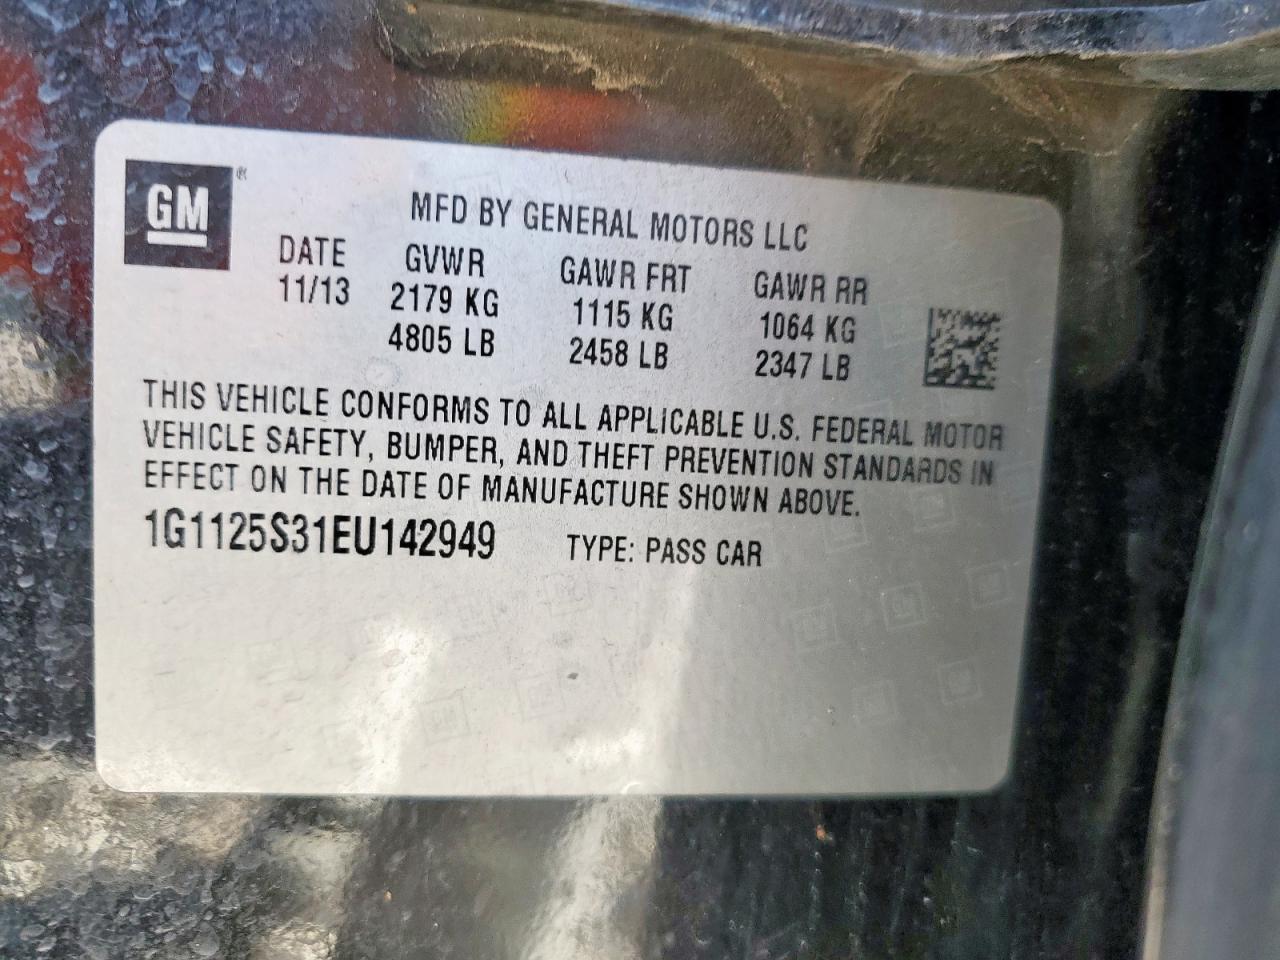 GM ®
MFD BY GENERAL MOTORS LLC
DATE GVWR GAWR FRT GAWR RR
11/13 2179 KG 1115 KG 1064 KG
4805 LB 2458 LB 2347 LB
THIS VEHICLE CONFORMS TO ALL APPLICABLE U.S. FEDERAL MOTOR
VEHICLE SAFETY, BUMPER, AND THEFT PREVENTION STANDARDS IN
EFFECT ON THE DATE OF MANUFACTURE SHOWN ABOVE.
1G1125S31EU142949 TYPE: PASS CAR